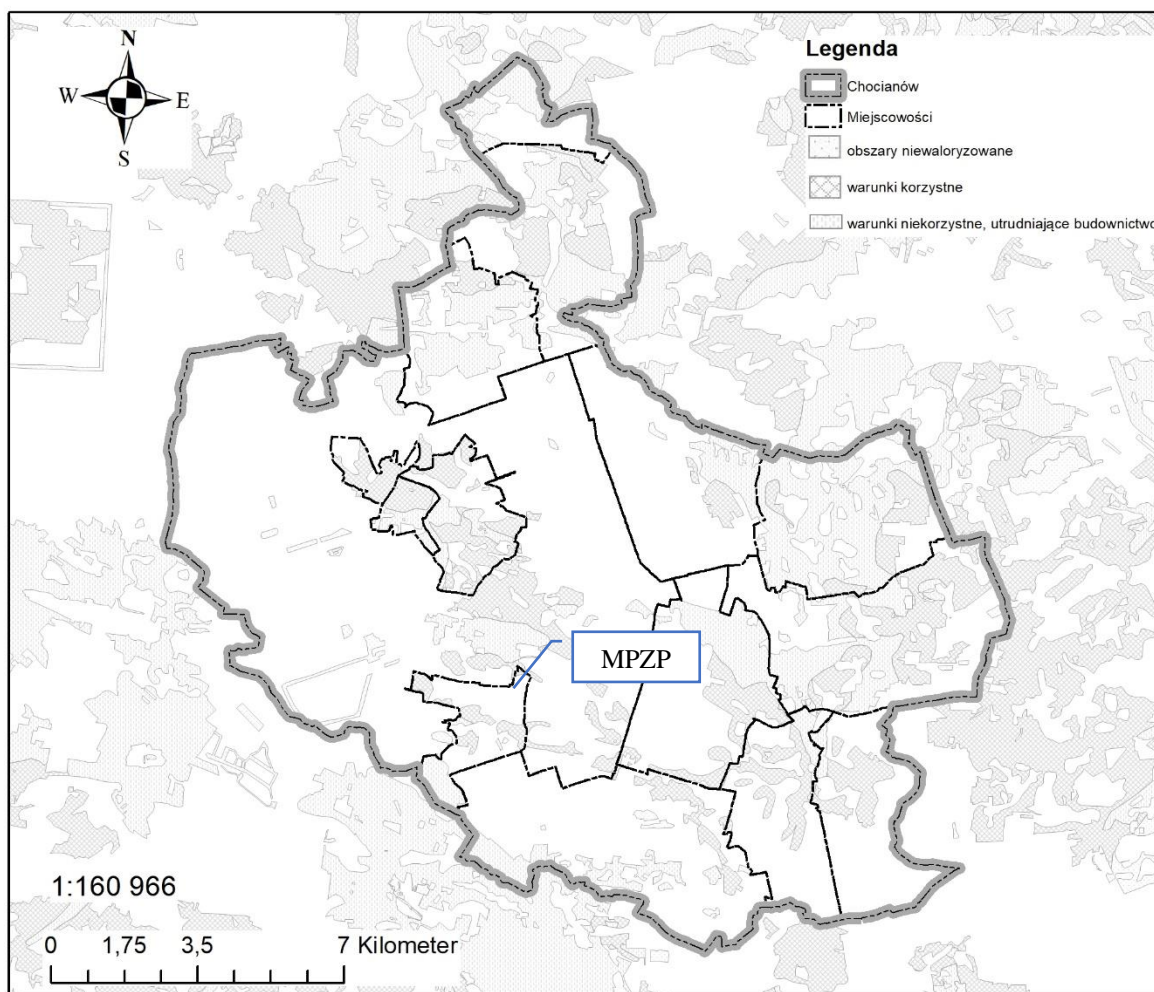 N
W
E
S
Legenda
Chocianów
Miejscowości
obszary niewaloryzowane
warunki korzystne
warunki niekorzystne, utrudniające budownictwo
MPZP
1:160 966
0 1,75 3,5 7 Kilometer